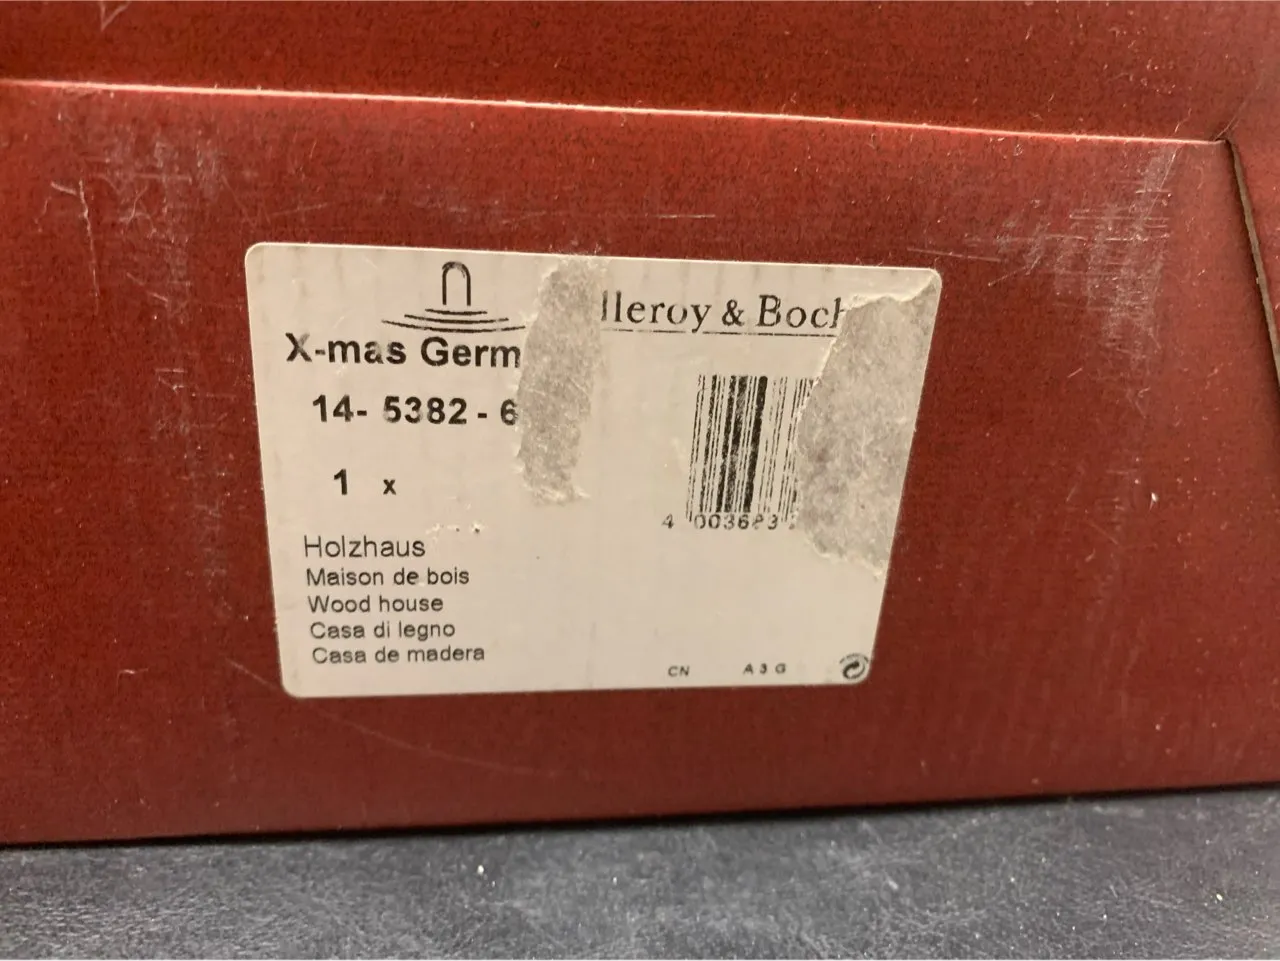 lleroy & Boch
X-mas Germ
14- 5382 - 6
1 x
4 003683
Holzhaus
Maison de bois
Wood house
Casa di legno
Casa de madera
CN A 3 G